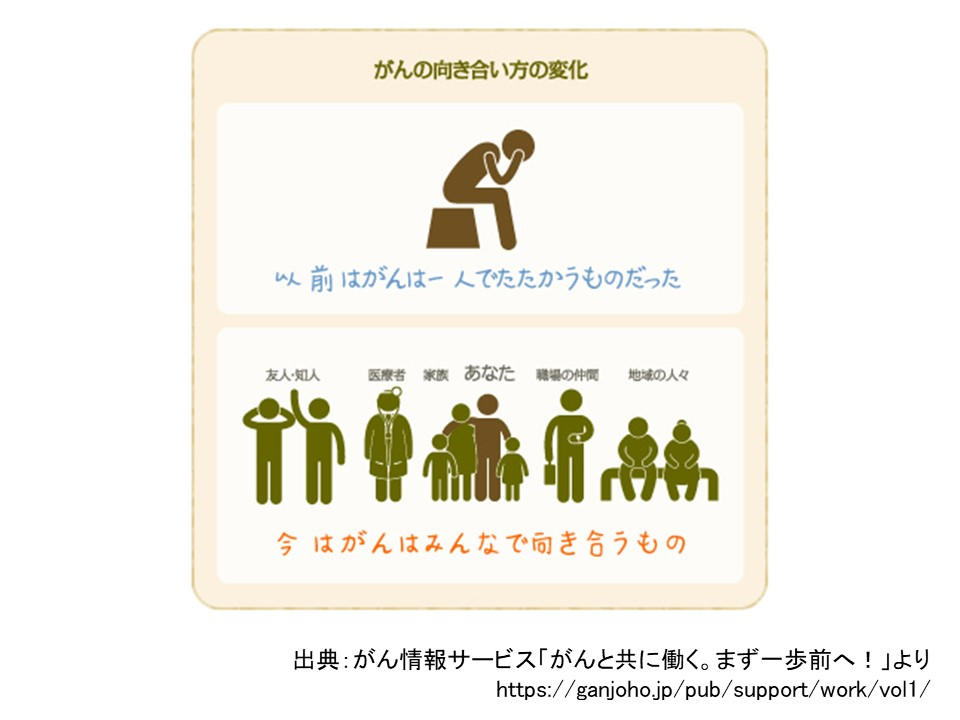 がんの向き合い方の変化
以前はがんは一人でたたかうものだった
友人・知人 医療者 家族 あなた 職場の仲間 地域の人々
今はがんはみんなで向き合うもの
出典：がん情報サービス「がんと共に働く。まず一歩前へ！」より
https://ganjoho.jp/pub/support/work/vol1/